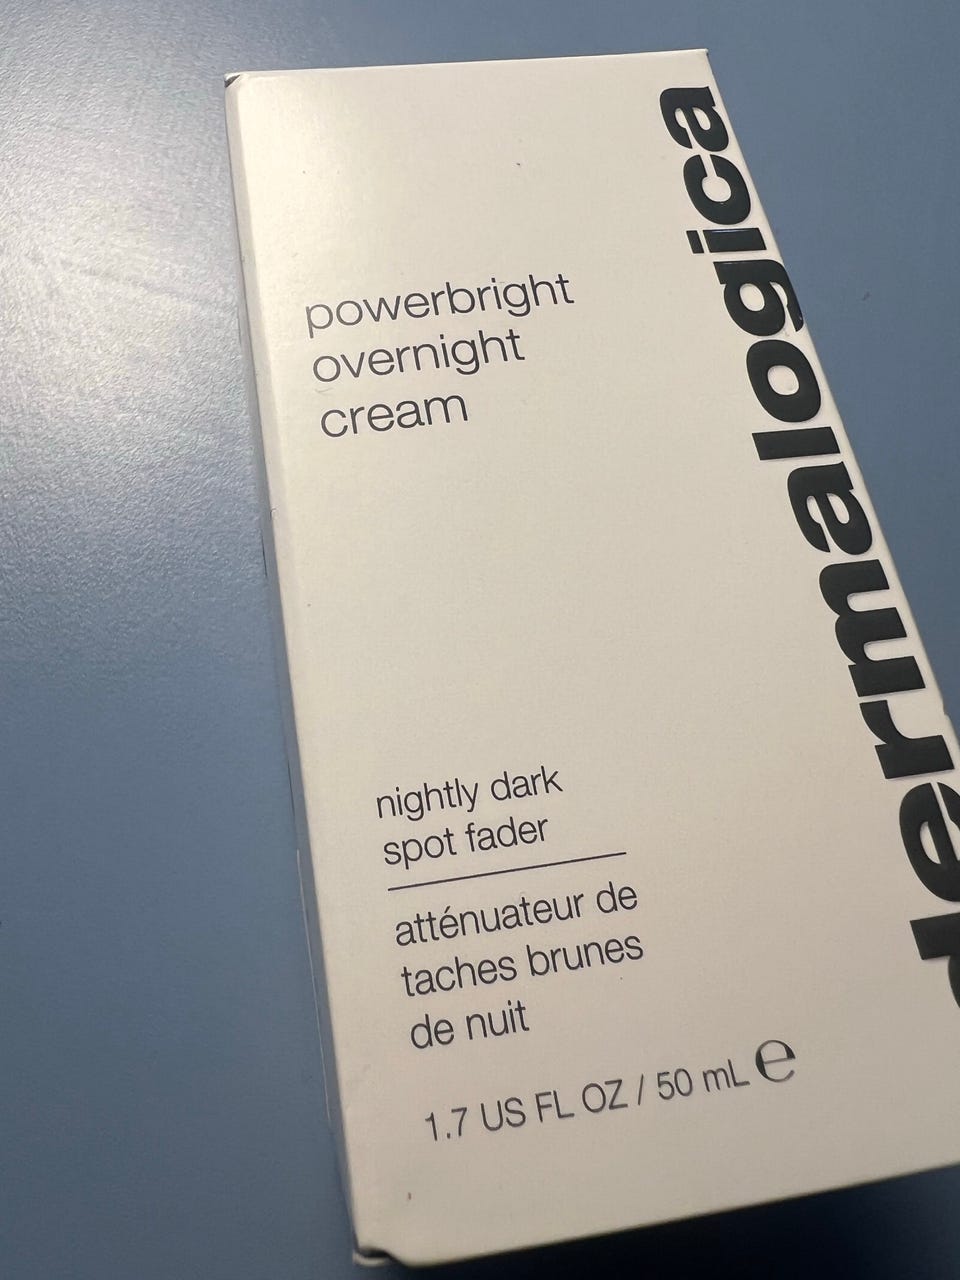 dermalogica
powerbright
overnight
cream
nightly dark
spot fader
atténuateur de
taches brunes
de nuit
1.7 US FL OZ / 50 mL e